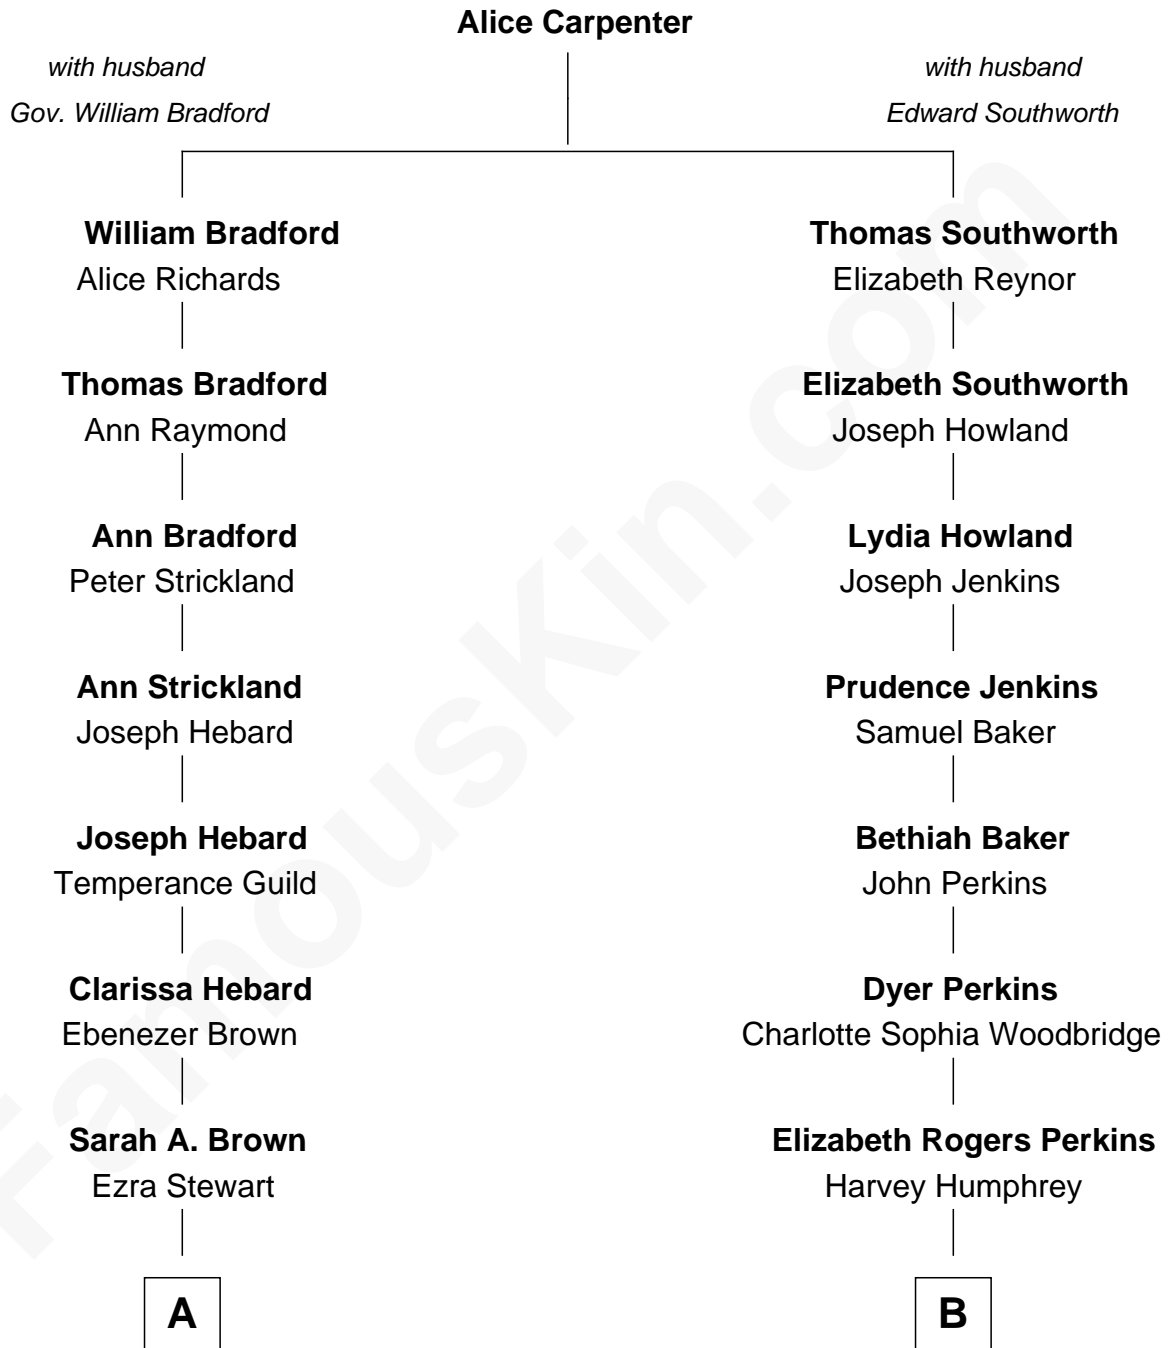 Alice Carpenter
with husband
Gov. William Bradford
with husband
Edward Southworth
William Bradford
Alice Richards
Thomas Southworth
Elizabeth Reynor
Thomas Bradford
Ann Raymond
Elizabeth Southworth
Joseph Howland
Ann Bradford
Peter Strickland
Lydia Howland
Joseph Jenkins
Ann Strickland
Joseph Hebard
Prudence Jenkins
Samuel Baker
Joseph Hebard
Temperance Guild
Bethiah Baker
John Perkins
Clarissa Hebard
Ebenezer Brown
Dyer Perkins
Charlotte Sophia Woodbridge
Sarah A. Brown
Ezra Stewart
Elizabeth Rogers Perkins
Harvey Humphrey
A
B
FamousKin.com